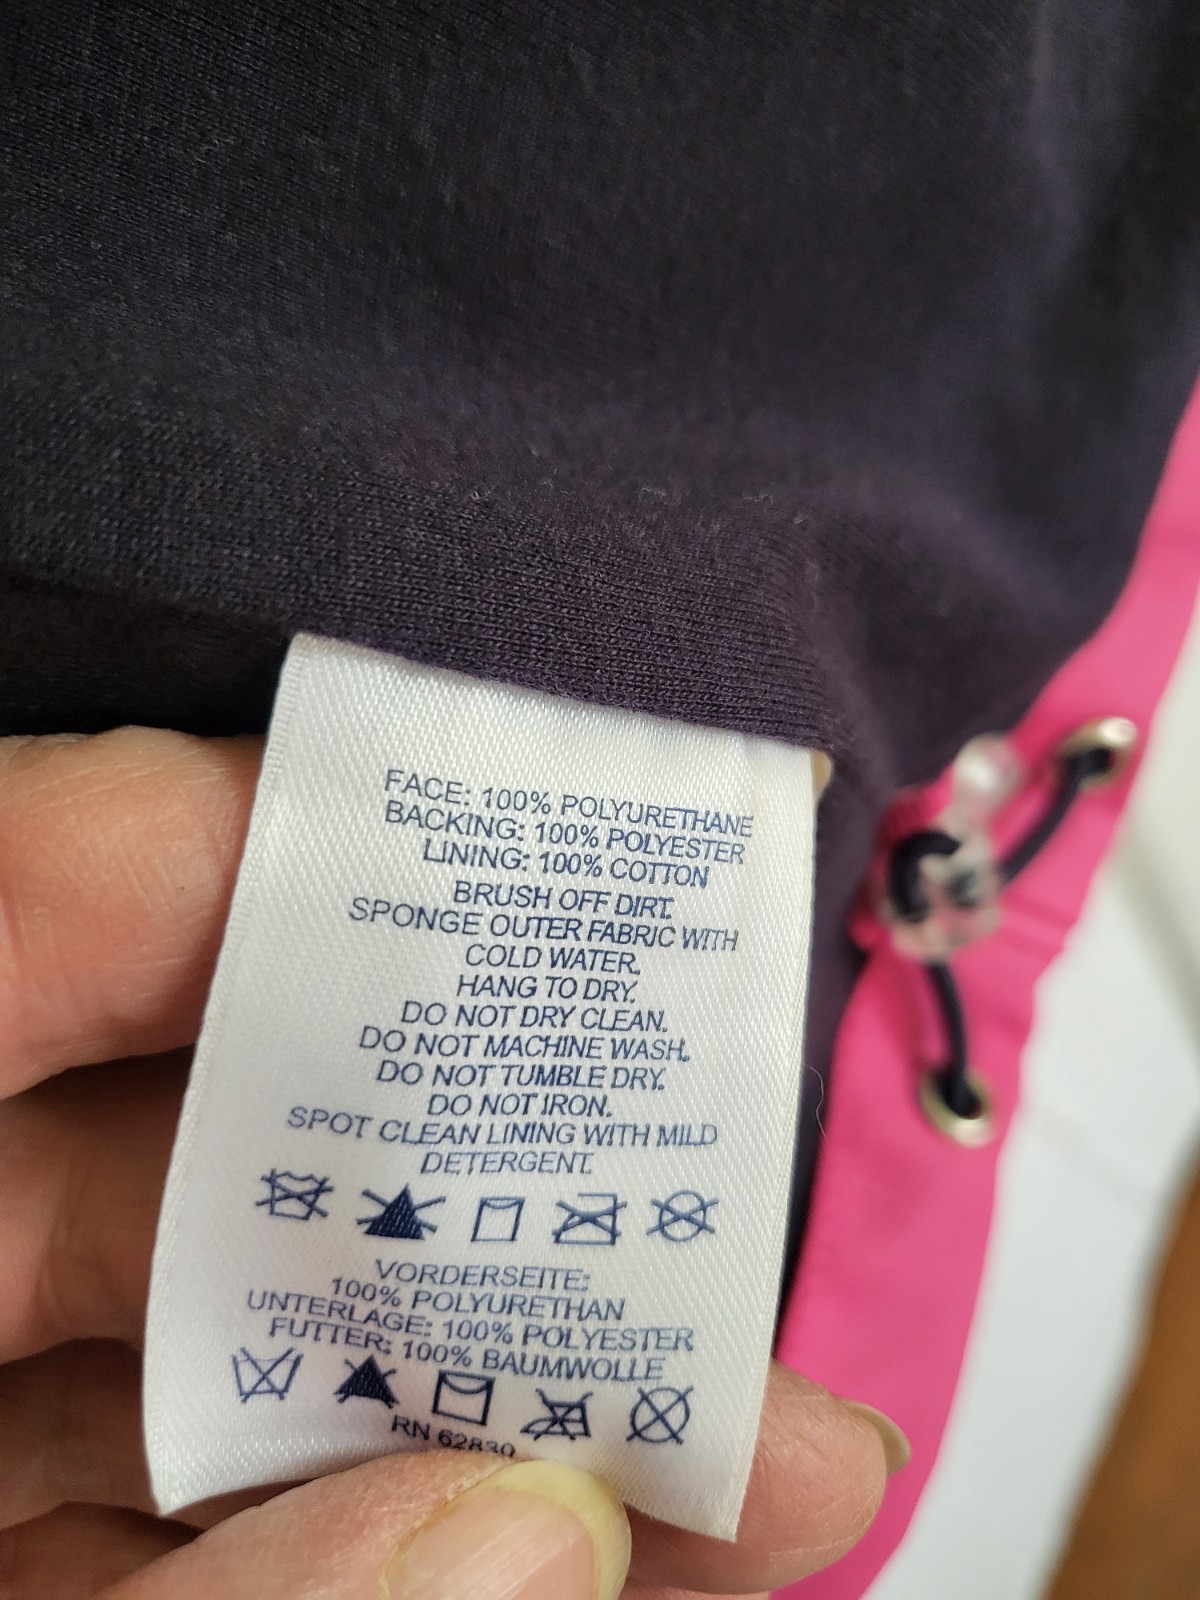 FACE: 100% POLYURETHANE
BACKING: 100% POLYESTER
LINING: 100% COTTON
BRUSH OFF DIRT.
SPONGE OUTER FABRIC WITH
COLD WATER.
HANG TO DRY.
DO NOT DRY CLEAN.
DO NOT MACHINE WASH.
DO NOT TUMBLE DRY.
DO NOT IRON.
SPOT CLEAN LINING WITH MILD
DETERGENT.
VORDERSEITE:
100% POLYURETHAN
UNTERLAGE: 100% POLYESTER
FUTTER: 100% BAUMWOLLE
RN 62830